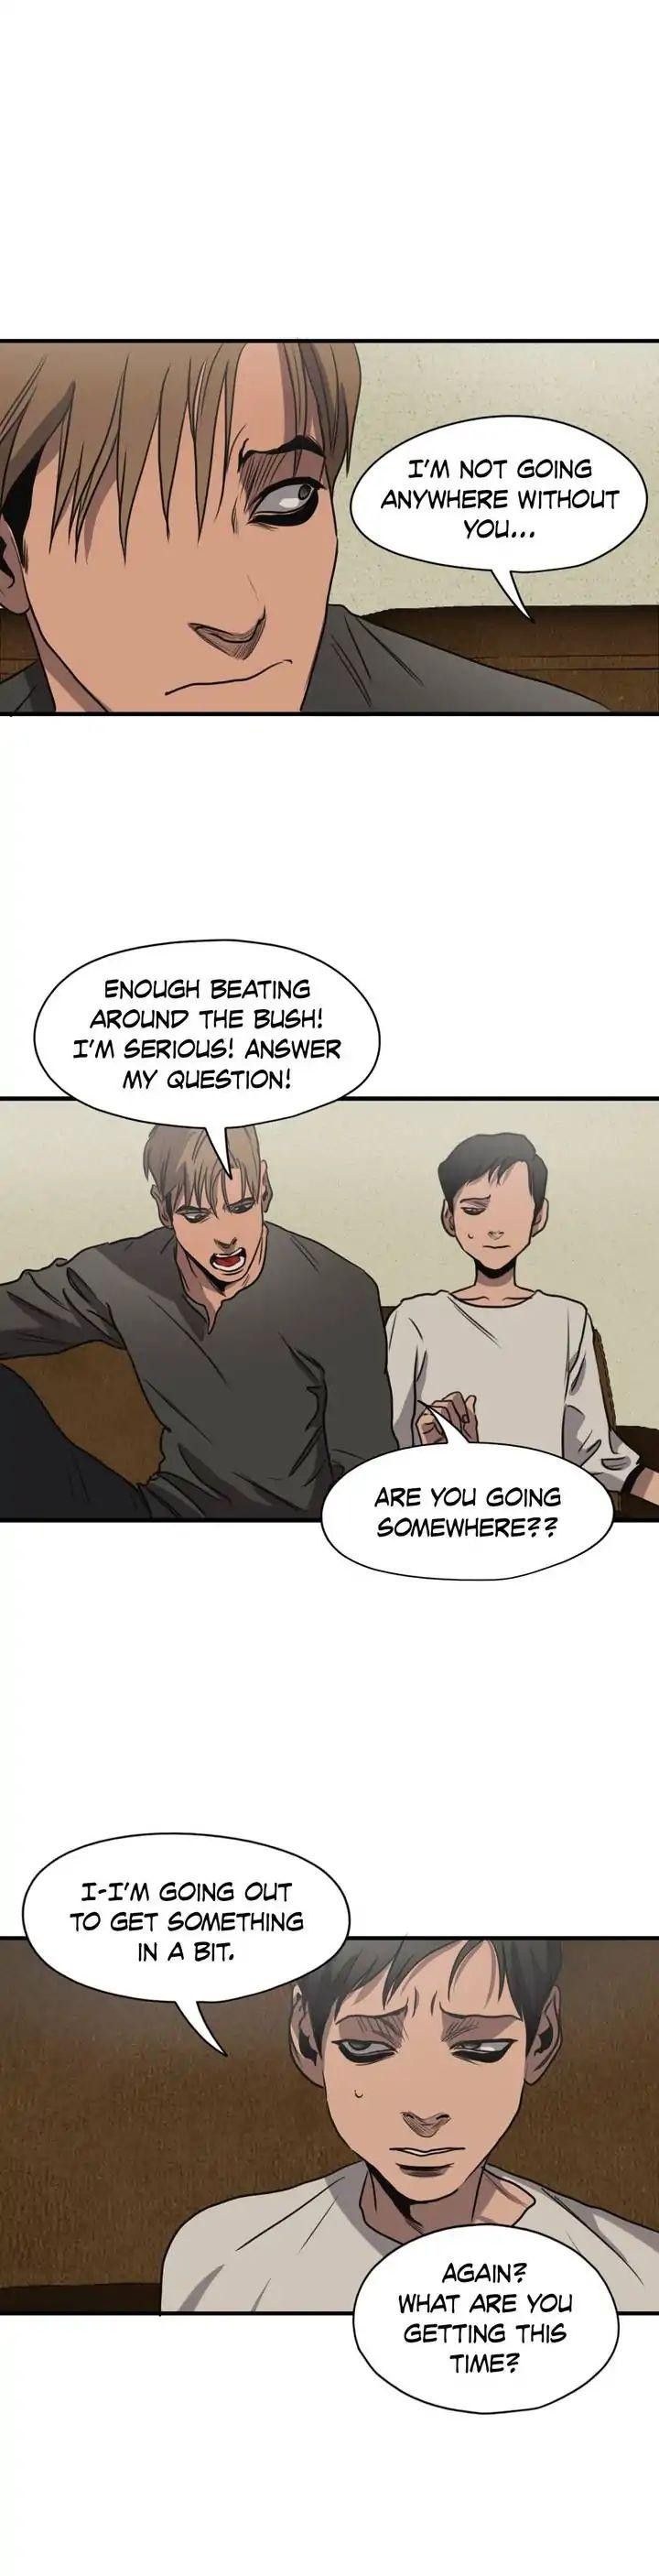 I'M NOT GOING
ANYWHERE WITHOUT
YOU...
ENOUGH BEATING
AROUND THE BUSH!
I'M SERIOUS! ANSWER
MY QUESTION!
ARE YOU GOING
SOMEWHERE??
I-I'M GOING OUT
TO GET SOMETHING
IN A BIT.
AGAIN?
WHAT ARE YOU
GETTING THIS
TIME?